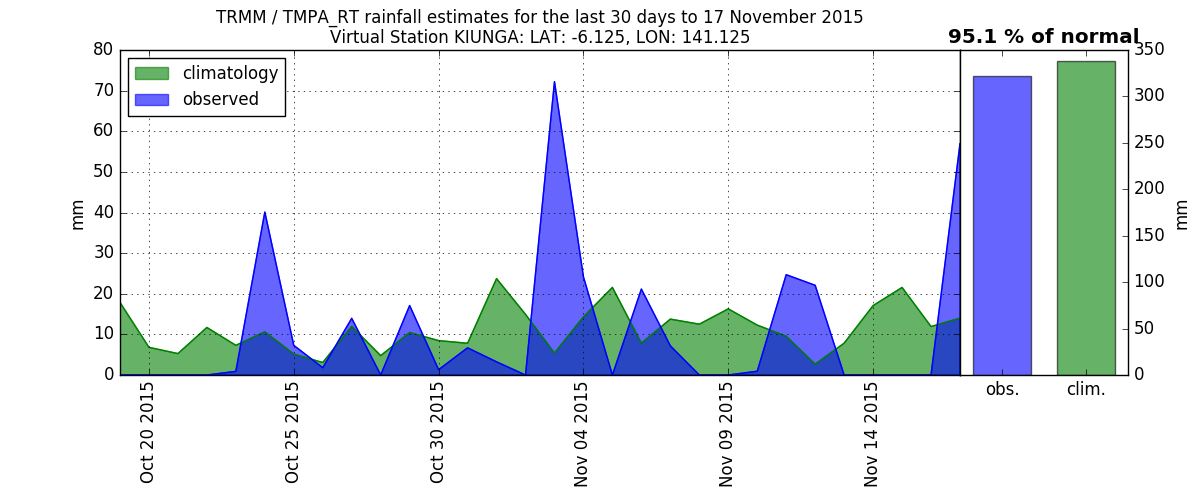 TRMM / TMPA_RT rainfall estimates for the last 30 days to 17 November 2015
Virtual Station KIUNGA: LAT: -6.125, LON: 141.125
95.1 % of normal
climatology
observed
80
70
60
50
40
30
20
10
0
mm
Oct 20 2015
Oct 25 2015
Oct 30 2015
Nov 04 2015
Nov 09 2015
Nov 14 2015
obs.
clim.
350
300
250
200
150
100
50
0
mm